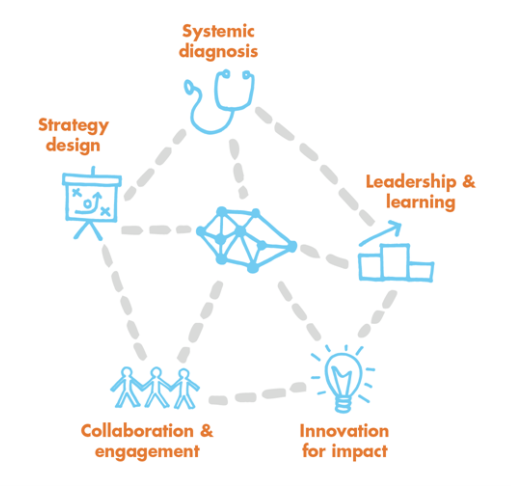 Systemic
diagnosis
Strategy
design
Leadership &
learning
Collaboration &
engagement
Innovation
for impact